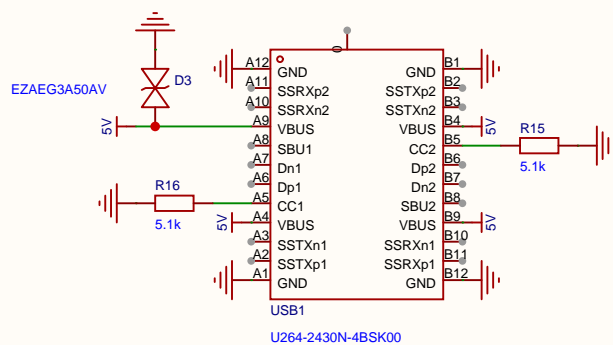 0
A12 GND GND B1
D3
A11 SSRXp2 SSTXp2 B2
EZAEG3A50AV
A10 SSRXn2 SSTXn2 B3
5V A9 VBUS VBUS B4 5V
R15
A8 SBU1 CC2 B5
5.1k
A7 Dn1 Dp2 B6
R16
A6 Dp1 Dn2 B7
A5 CC1 SBU2 B8
5.1k
5V A4 VBUS VBUS B9 5V
A3 SSTXn1 SSRXn1 B10
A2 SSTXp1 SSRXp1 B11
A1 GND GND B12
USB1
U264-2430N-4BSK00